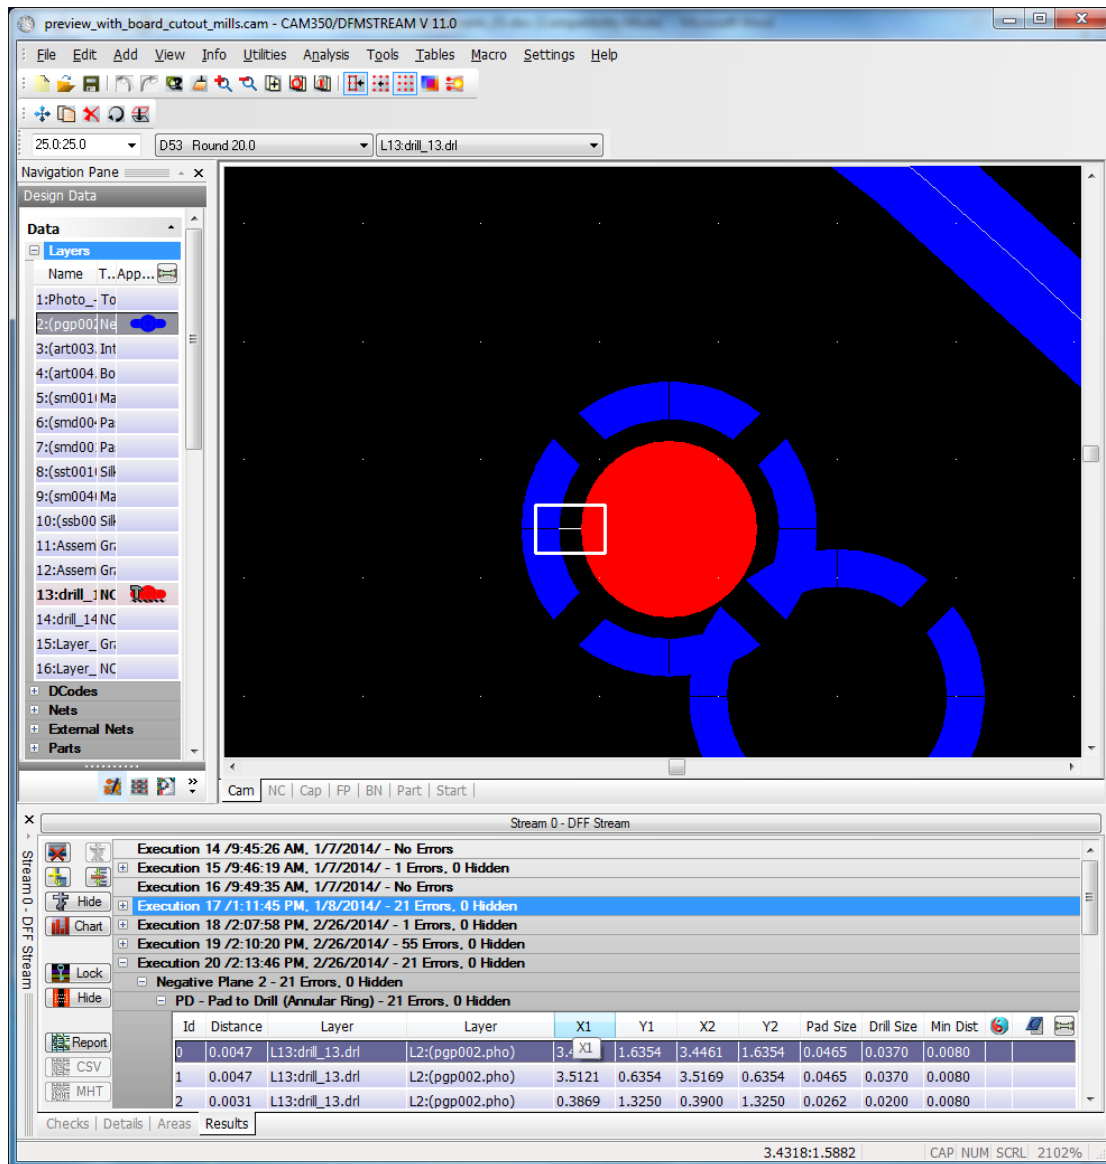 preview_with_board_cutout_mills.cam - CAM350/DFMSTREAM V 11.0
File Edit Add View Info Utilities Analysis Tools Tables Macro Settings Help
25.0:25.0 D53 Round 20.0 L13:drill_13.drl
Navigation Pane
Design Data
Data
Layers
Name T.. App...
1:Photo_- To
2:(pgp002 Ne
3:(art003. Int
4:(art004. Bo
5:(sm001( Ma
6:(smd00 Pa
7:(smd00 Pa
8:(sst001( Silk
9:(sm004( Ma
10:(ssb00 Silk
11:Assem Gra
12:Assem Gra
13:drill_1 NC
14:drill_14 NC
15:Layer_ Gra
16:Layer_ NC
DCodes
Nets
External Nets
Parts
Cam NC Cap FP BN Part Start
Stream 0 - DFF Stream
Stream 0 - DFF Stream
Execution 14 /9:45:26 AM, 1/7/2014/ - No Errors
Execution 15 /9:46:19 AM, 1/7/2014/ - 1 Errors, 0 Hidden
Execution 16 /9:49:35 AM, 1/7/2014/ - No Errors
Hide Execution 17 /1:11:45 PM, 1/8/2014/ - 21 Errors, 0 Hidden
Chart Execution 18 /2:07:58 PM, 2/26/2014/ - 1 Errors, 0 Hidden
Execution 19 /2:10:20 PM, 2/26/2014/ - 55 Errors, 0 Hidden
Execution 20 /2:13:46 PM, 2/26/2014/ - 21 Errors, 0 Hidden
Lock Negative Plane 2 - 21 Errors, 0 Hidden
Hide PD - Pad to Drill (Annular Ring) - 21 Errors, 0 Hidden
Id Distance Layer Layer X1 Y1 X2 Y2 Pad Size Drill Size Min Dist
Report 0 0.0047 L13:drill_13.drl L2:(pgp002.pho) 3.4 X1 1.6354 3.4461 1.6354 0.0465 0.0370 0.0080
CSV 1 0.0047 L13:drill_13.drl L2:(pgp002.pho) 3.5121 0.6354 3.5169 0.6354 0.0465 0.0370 0.0080
MHT 2 0.0031 L13:drill_13.drl L2:(pgp002.pho) 0.3869 1.3250 0.3900 1.3250 0.0262 0.0200 0.0080
Checks Details Areas Results
3.4318:1.5882 CAP NUM SCRL 2102%